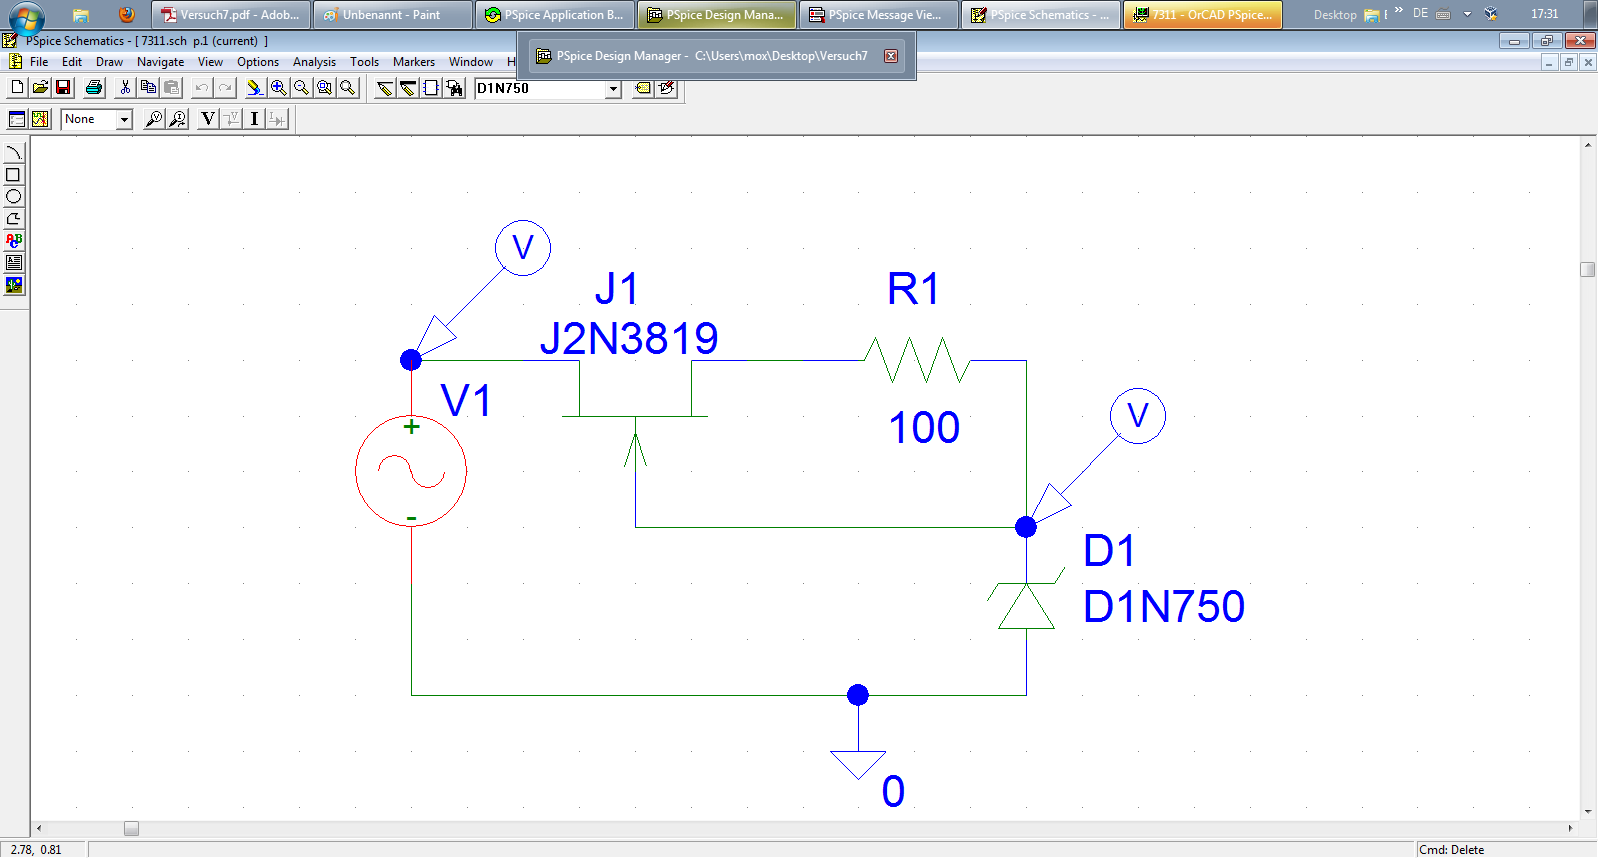 Versuch7.pdf - Adob...
Unbenannt - Paint
PSpice Application B...
PSpice Design Mana...
PSpice Message Vie...
PSpice Schematics - ...
7311 - OrCAD PSpice...
Desktop
DE
17:31
PSpice Schematics - [ 7311.sch p.1 (current) ]
PSpice Design Manager - C:\Users\mox\Desktop\Versuch7
File Edit Draw Navigate View Options Analysis Tools Markers Window H
D1N750
None
V V I
V
J1
J2N3819
R1
V1
+
-
100
V
D1
D1N750
0
2.78, 0.81
Cmd: Delete